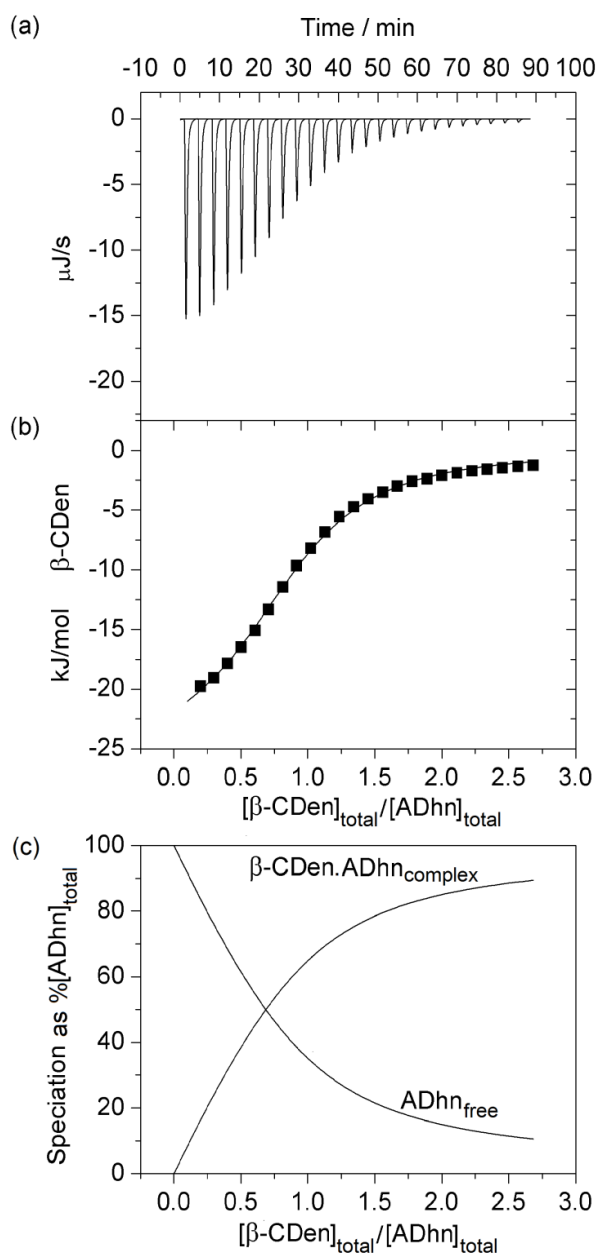 (a)
Time / min
-10 0 10 20 30 40 50 60 70 80 90 100
0
-5
-10
-15
-20
μJ/s
(b)
0
-5
-10
-15
-20
-25
kJ/mol β-CDen
0.0 0.5 1.0 1.5 2.0 2.5 3.0
[β-CDen]total/[ADhn]total
(c)
100
80
60
40
20
0
Speciation as %[ADhn]total
β-CDen.ADhncomplex
ADhnfree
0.0 0.5 1.0 1.5 2.0 2.5 3.0
[β-CDen]total/[ADhn]total